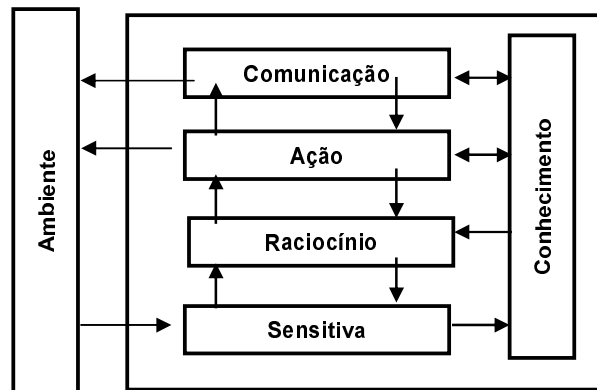 Ambiente
Comunicação
Ação
Raciocínio
Sensitiva
Conhecimento